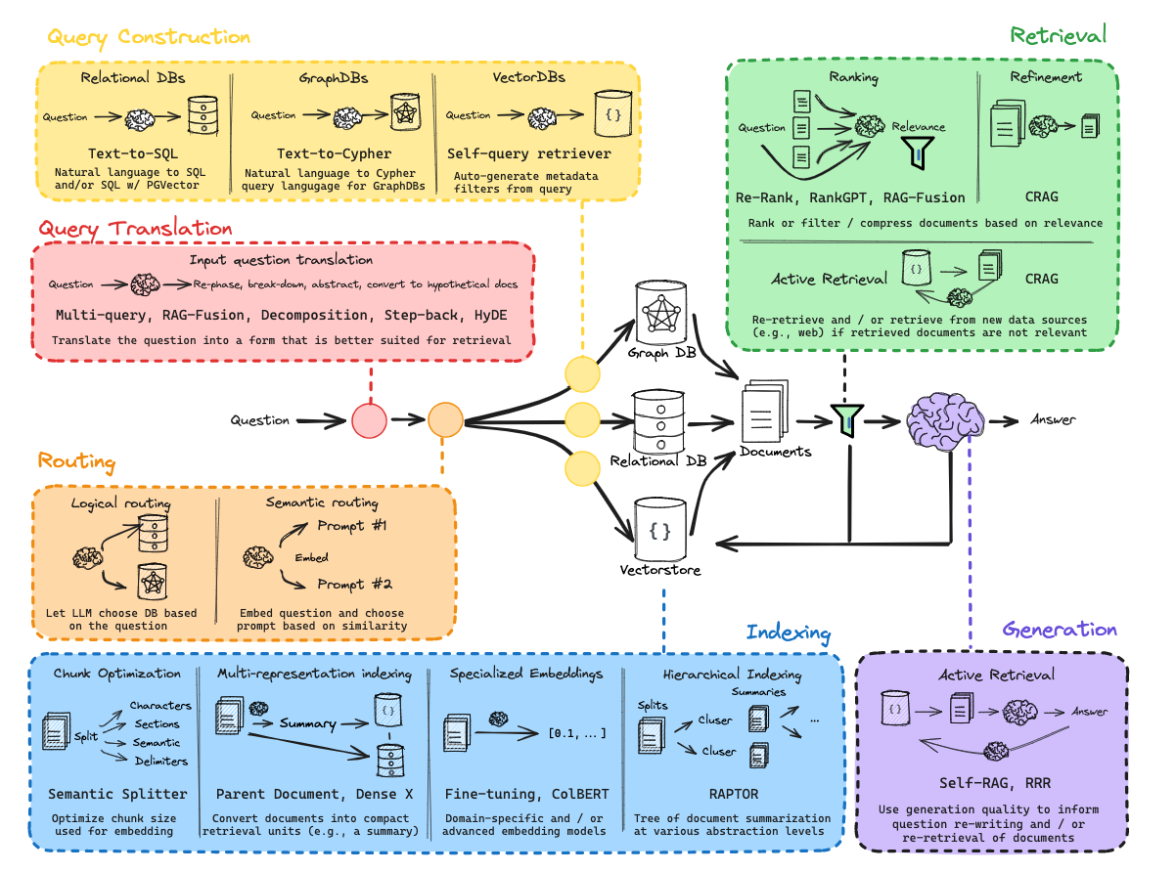 Query Construction
Relational DBs
Question
Text-to-SQL
Natural language to SQL
and/or SQL w/ PGVector
GraphDBs
Question
Text-to-Cypher
Natural language to Cypher
query langugage for GraphDBs
VectorDBs
Question
{}
Self-query retriever
Auto-generate metadata
filters from query
Retrieval
Ranking
Question
Relevance
Re-Rank, RankGPT, RAG-Fusion
Refinement
CRAG
Rank or filter / compress documents based on relevance
Active Retrieval
{}
CRAG
Re-retrieve and / or retrieve from new data sources
(e.g., web) if retrieved documents are not relevant
Query Translation
Input question translation
Question
Re-phase, break-down, abstract, convert to hypothetical docs
Multi-query, RAG-Fusion, Decomposition, Step-back, HyDE
Translate the question into a form that is better suited for retrieval
Question
Graph DB
Relational DB
{}
Vectorstore
Documents
Answer
Routing
Logical routing
Let LLM choose DB based
on the question
Semantic routing
Prompt #1
Embed
Prompt #2
Embed question and choose
prompt based on similarity
Indexing
Chunk Optimization
Split
Characters
Sections
Semantic
Delimiters
Semantic Splitter
Optimize chunk size
used for embedding
Multi-representation indexing
Summary
{}
Parent Document, Dense X
Convert documents into compact
retrieval units (e.g., a summary)
Specialized Embeddings
[0.1, ...]
Fine-tuning, ColBERT
Domain-specific and / or
advanced embedding models
Hierarchical Indexing
Summaries
Splits
Cluser
...
Cluser
RAPTOR
Tree of document summarization
at various abstraction levels
Generation
Active Retrieval
{}
Answer
Self-RAG, RRR
Use generation quality to inform
question re-writing and / or
re-retrieval of documents